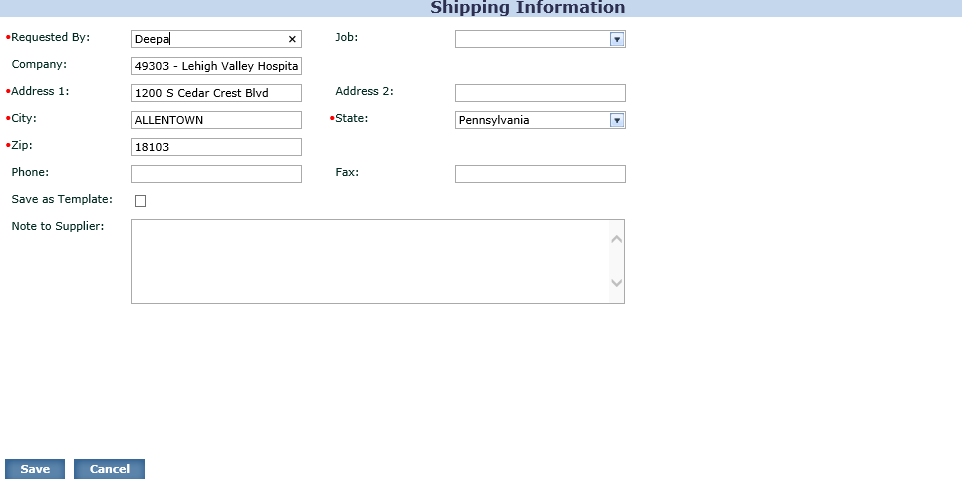 Shipping Information
Requested By: Deepa Job:
Company: 49303 - Lehigh Valley Hospita
Address 1: 1200 S Cedar Crest Blvd Address 2:
City: ALLENTOWN State: Pennsylvania
Zip: 18103
Phone: Fax:
Save as Template:
Note to Supplier:
Save Cancel